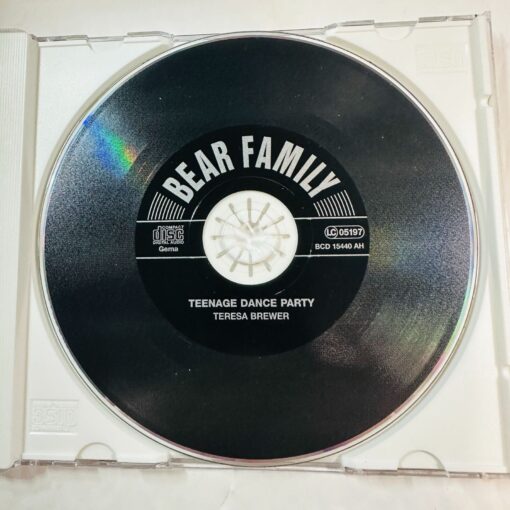 BEAR FAMILY
COMPACT
disc
DIGITAL AUDIO
Gema
LC 05197
BCD 15440 AH
TEENAGE DANCE PARTY
TERESA BREWER